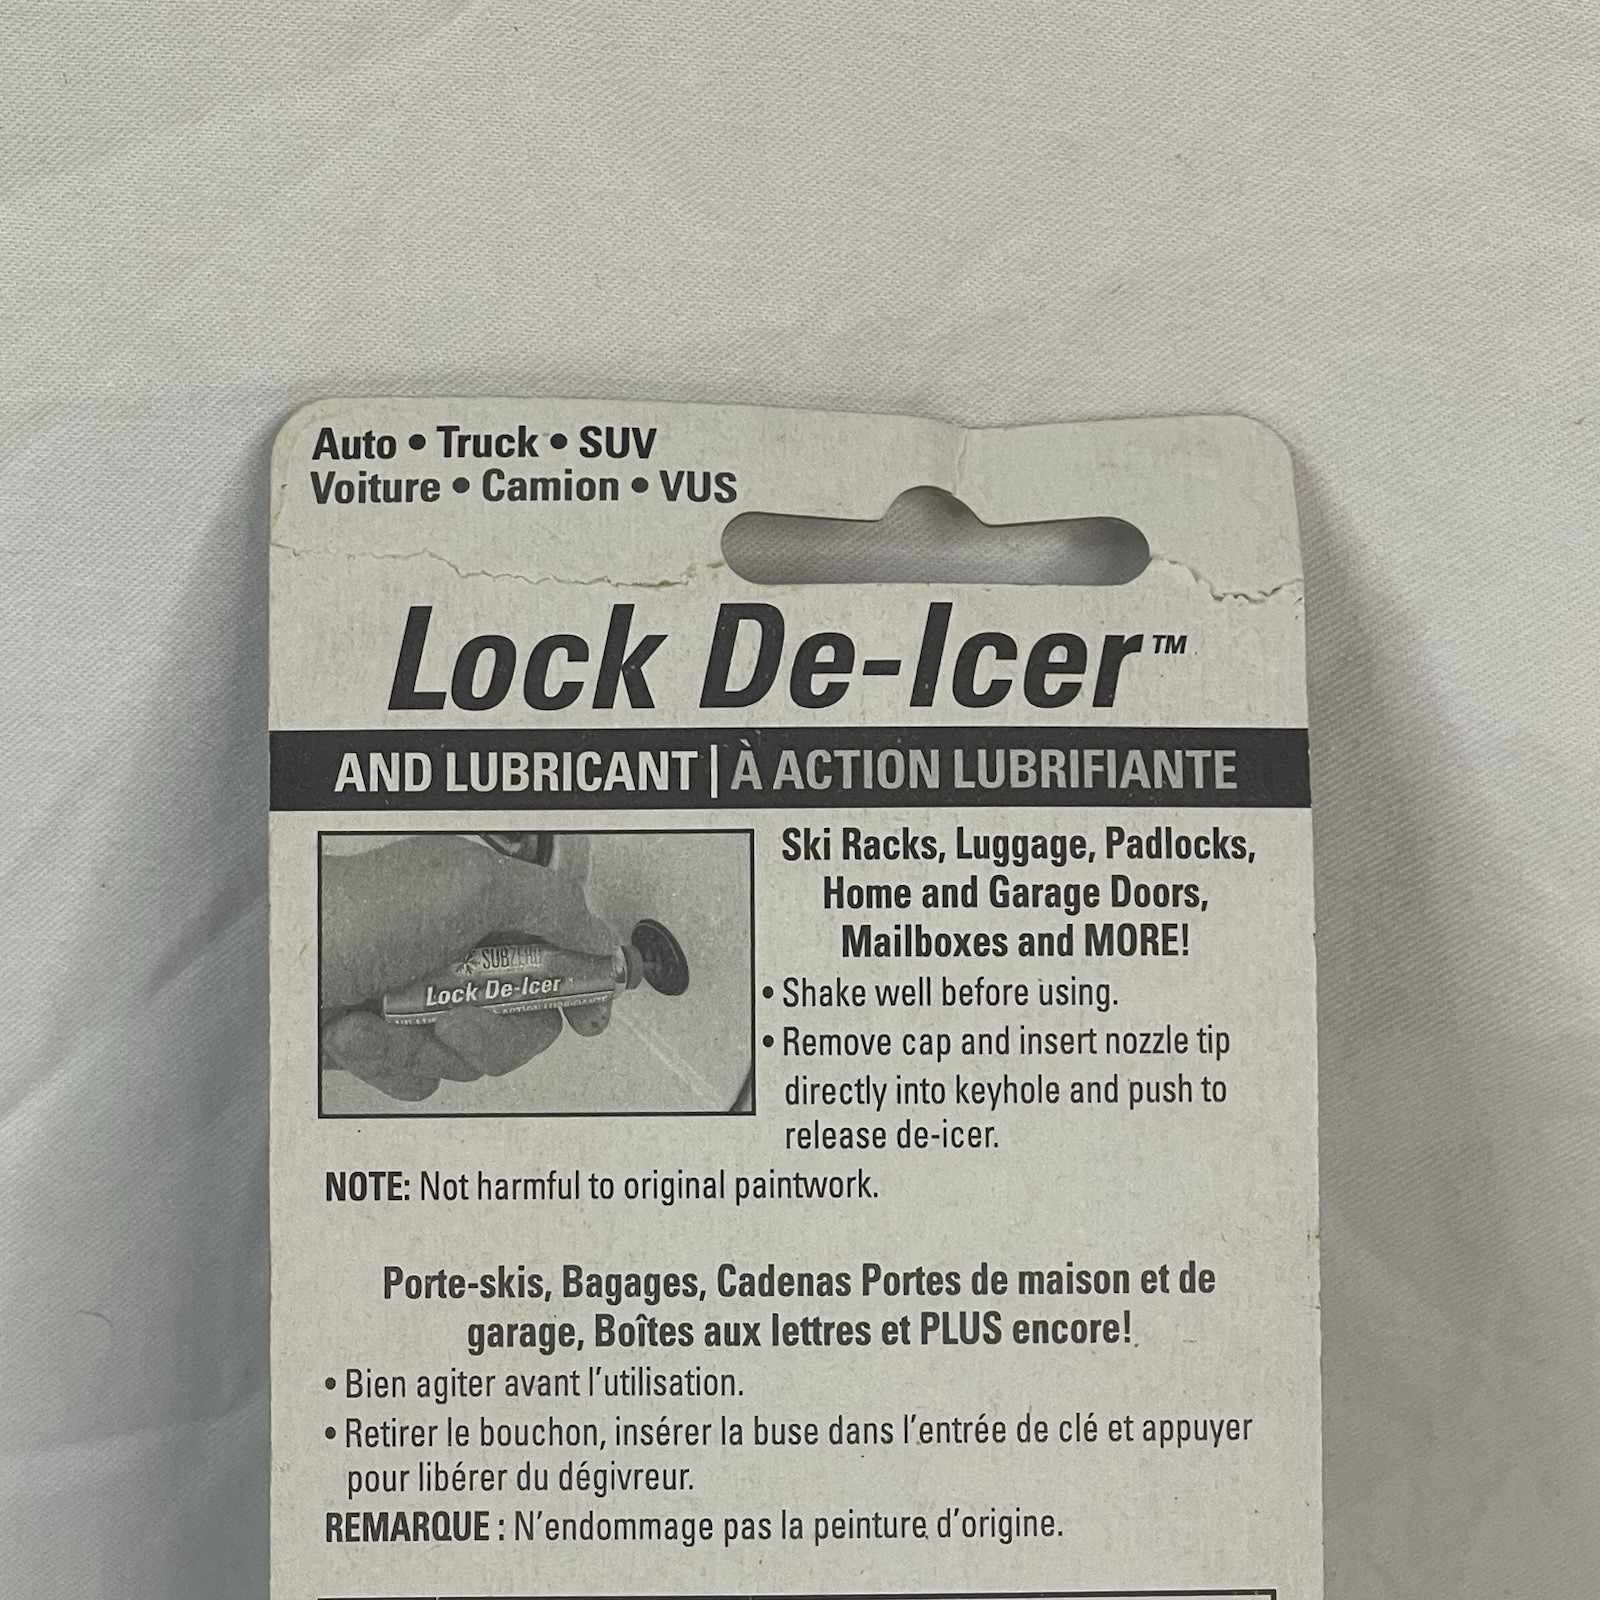 Auto • Truck • SUV
Voiture • Camion • VUS
Lock De-Icer™
AND LUBRICANT | À ACTION LUBRIFIANTE
SUBZERO
Lock De-Icer
Ski Racks, Luggage, Padlocks,
Home and Garage Doors,
Mailboxes and MORE!
• Shake well before using.
• Remove cap and insert nozzle tip
directly into keyhole and push to
release de-icer.
NOTE: Not harmful to original paintwork.
Porte-skis, Bagages, Cadenas Portes de maison et de
garage, Boîtes aux lettres et PLUS encore!
• Bien agiter avant l'utilisation.
• Retirer le bouchon, insérer la buse dans l'entrée de clé et appuyer
pour libérer du dégivreur.
REMARQUE : N'endommage pas la peinture d'origine.